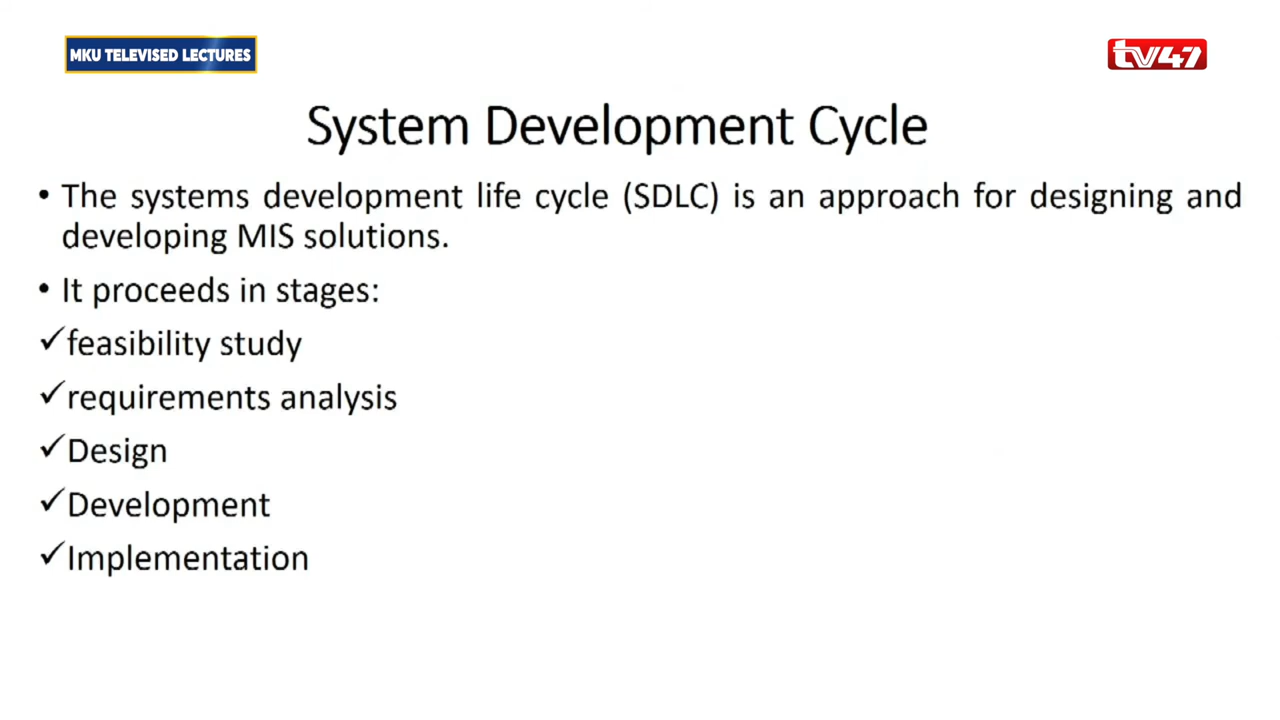 MKU TELEVISED LECTURES
tv47
System Development Cycle
• The systems development life cycle (SDLC) is an approach for designing and
developing MIS solutions.
• It proceeds in stages:
✓feasibility study
✓requirements analysis
✓Design
✓Development
✓Implementation